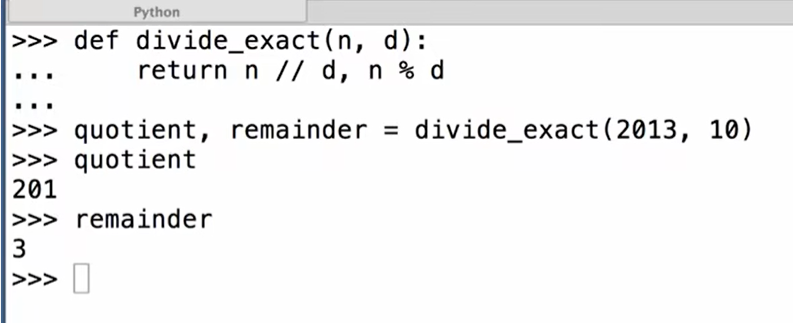 Python
>>> def divide_exact(n, d):
...     return n // d, n % d
...
>>> quotient, remainder = divide_exact(2013, 10)
>>> quotient
201
>>> remainder
3
>>>